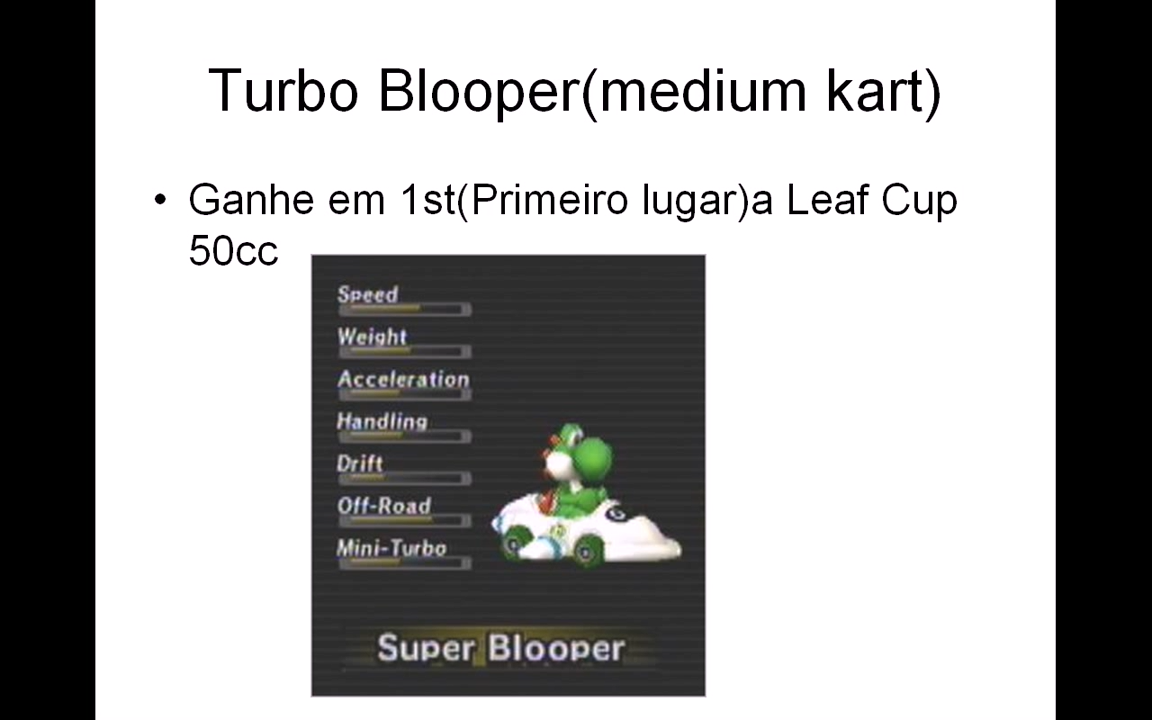 Turbo Blooper(medium kart)
• Ganhe em 1st(Primeiro lugar)a Leaf Cup
50cc
Speed
Weight
Acceleration
Handling
Drift
Off-Road
Mini-Turbo
Super Blooper